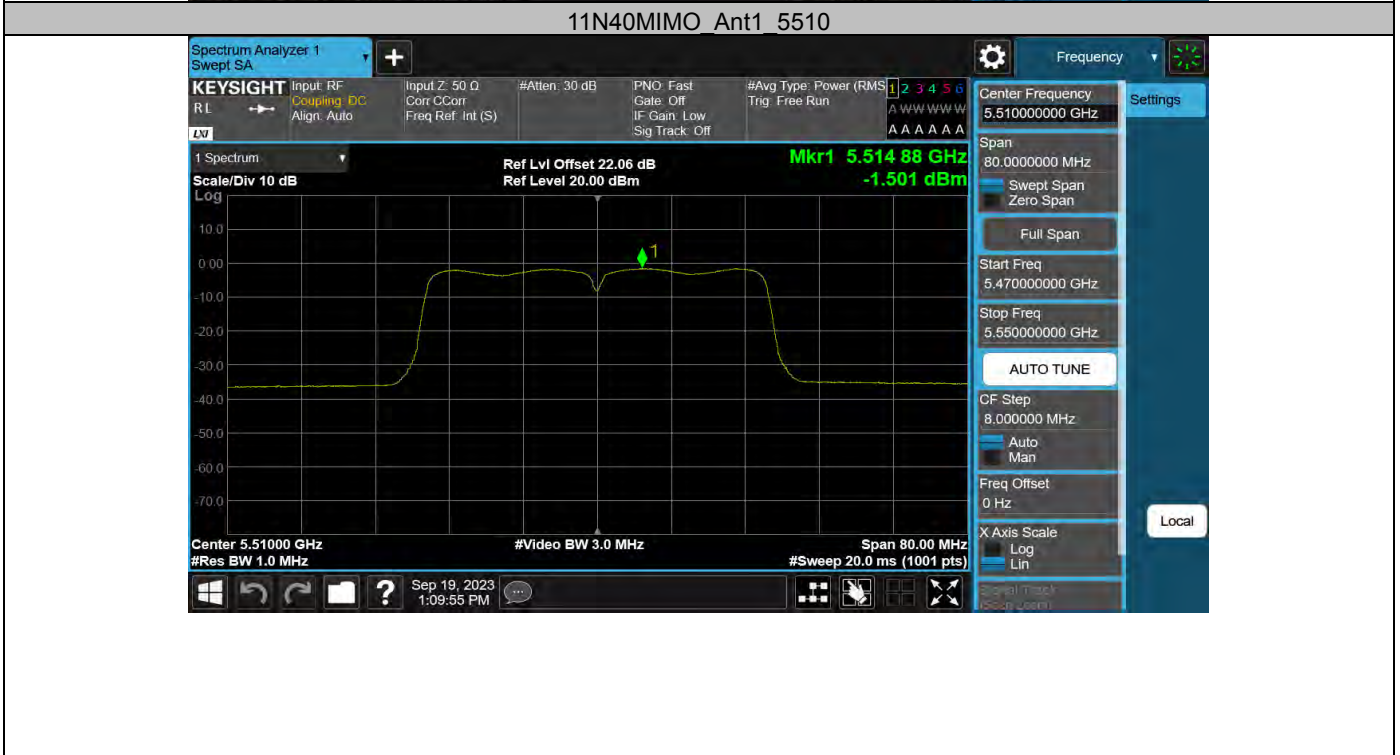 11N40MIMO_Ant1_5510
Spectrum Analyzer 1
Swept SA
Frequency
KEYSIGHT
RL
LXI
Input: RF
Coupling: DC
Align: Auto
Input Z: 50 Ω
Corr CCorr
Freq Ref: Int (S)
#Atten: 30 dB
PNO: Fast
Gate: Off
IF Gain: Low
Sig Track: Off
#Avg Type: Power (RMS
Trig: Free Run
1 2 3 4 5 6
A W W W W W
A A A A A A
1 Spectrum
Scale/Div 10 dB
Ref Lvl Offset 22.06 dB
Ref Level 20.00 dBm
Mkr1 5.514 88 GHz
-1.501 dBm
Log
10.0
0.00
-10.0
-20.0
-30.0
-40.0
-50.0
-60.0
-70.0
1
Center 5.51000 GHz
#Res BW 1.0 MHz
#Video BW 3.0 MHz
Span 80.00 MHz
#Sweep 20.0 ms (1001 pts)
?
Sep 19, 2023
1:09:55 PM
Center Frequency
5.510000000 GHz
Settings
Span
80.0000000 MHz
Swept Span
Zero Span
Full Span
Start Freq
5.470000000 GHz
Stop Freq
5.550000000 GHz
AUTO TUNE
CF Step
8.000000 MHz
Auto
Man
Freq Offset
0 Hz
X Axis Scale
Log
Lin
Local
Signal Track
(Span Zoom)